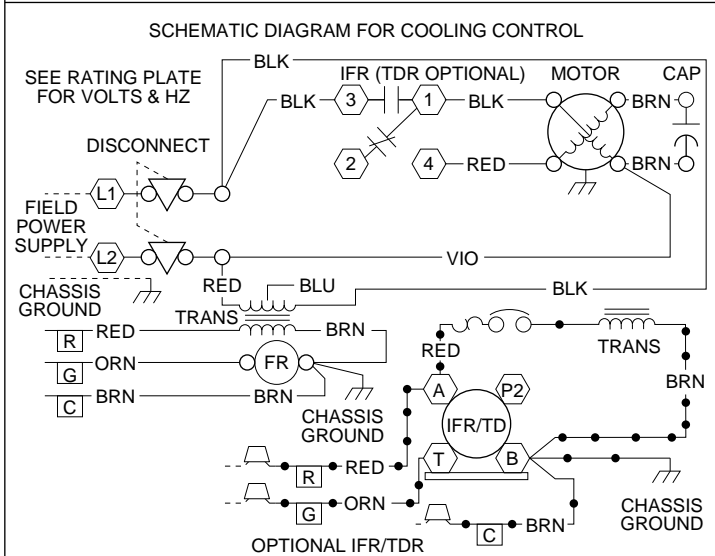 SCHEMATIC DIAGRAM FOR COOLING CONTROL
SEE RATING PLATE
FOR VOLTS & HZ
BLK
IFR (TDR OPTIONAL)
MOTOR
CAP
BLK
3
1
BLK
BRN
DISCONNECT
2
4
RED
BRN
L1
FIELD
POWER
SUPPLY
L2
VIO
RED
BLU
BLK
CHASSIS
GROUND
TRANS
R
RED
BRN
TRANS
G
ORN
FR
RED
BRN
C
BRN
BRN
A
P2
CHASSIS
GROUND
IFR/TD
R
RED
T
B
G
ORN
CHASSIS
GROUND
C
BRN
OPTIONAL IFR/TDR